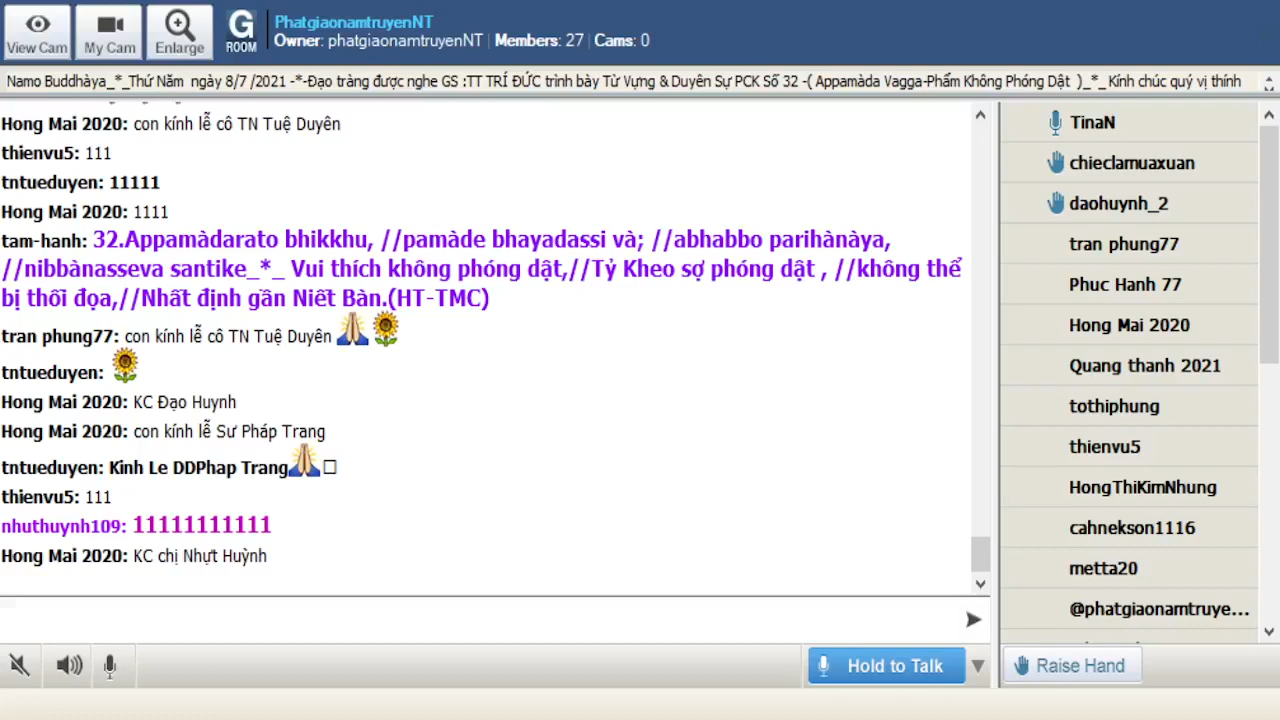 View Cam
My Cam
Enlarge
G
ROOM
PhatgiaonamtruyenNT
Owner: phatgiaonamtruyenNT | Members: 27 | Cams: 0
Namo Buddhàya_*_Thứ Năm ngày 8/7 /2021 -*-Đạo tràng được nghe GS :TT TRÍ ĐỨC trình bày Từ Vựng & Duyên Sự PCK Số 32 -( Appamàda Vagga-Phẩm Không Phóng Dật )_*_ Kính chúc quý vị thính
Hong Mai 2020: con kính lễ cô TN Tuệ Duyên
thienvu5: 111
tntueduyen: 11111
Hong Mai 2020: 1111
tam-hanh: 32.Appamàdarato bhikkhu, //pamàde bhayadassi và; //abhabbo parihànàya,
//nibbànasseva santike_*_ Vui thích không phóng dật,//Tỷ Kheo sợ phóng dật , //không thể
bị thối đọa,//Nhất định gần Niết Bàn.(HT-TMC)
tran phung77: con kính lễ cô TN Tuệ Duyên
tntueduyen:
Hong Mai 2020: KC Đạo Huynh
Hong Mai 2020: con kính lễ Sư Pháp Trang
tntueduyen: Kinh Le DDPhap Trang
thienvu5: 111
nhuthuynh109: 11111111111
Hong Mai 2020: KC chị Nhựt Huỳnh
Hold to Talk
TinaN
chieclamuaxuan
daohuynh_2
tran phung77
Phuc Hanh 77
Hong Mai 2020
Quang thanh 2021
tothiphung
thienvu5
HongThiKimNhung
cahnekson1116
metta20
@phatgiaonamtruye...
Raise Hand